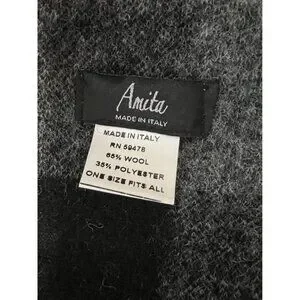 Amita
MADE IN ITALY
MADE IN ITALY
RN 59478
65% WOOL
35% POLYESTER
ONE SIZE FITS ALL